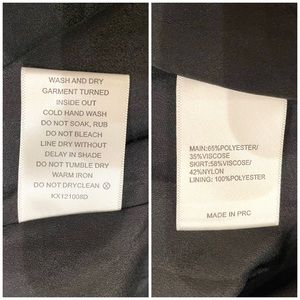 WASH AND DRY
GARMENT TURNED
INSIDE OUT
COLD HAND WASH
DO NOT SOAK, RUB
DO NOT BLEACH
LINE DRY WITHOUT
DELAY IN SHADE
DO NOT TUMBLE DRY
WARM IRON
DO NOT DRYCLEAN
KX121008D
MAIN:65%POLYESTER/
35%VISCOSE
SKIRT:58%VISCOSE/
42%NYLON
LINING: 100%POLYESTER
MADE IN PRC